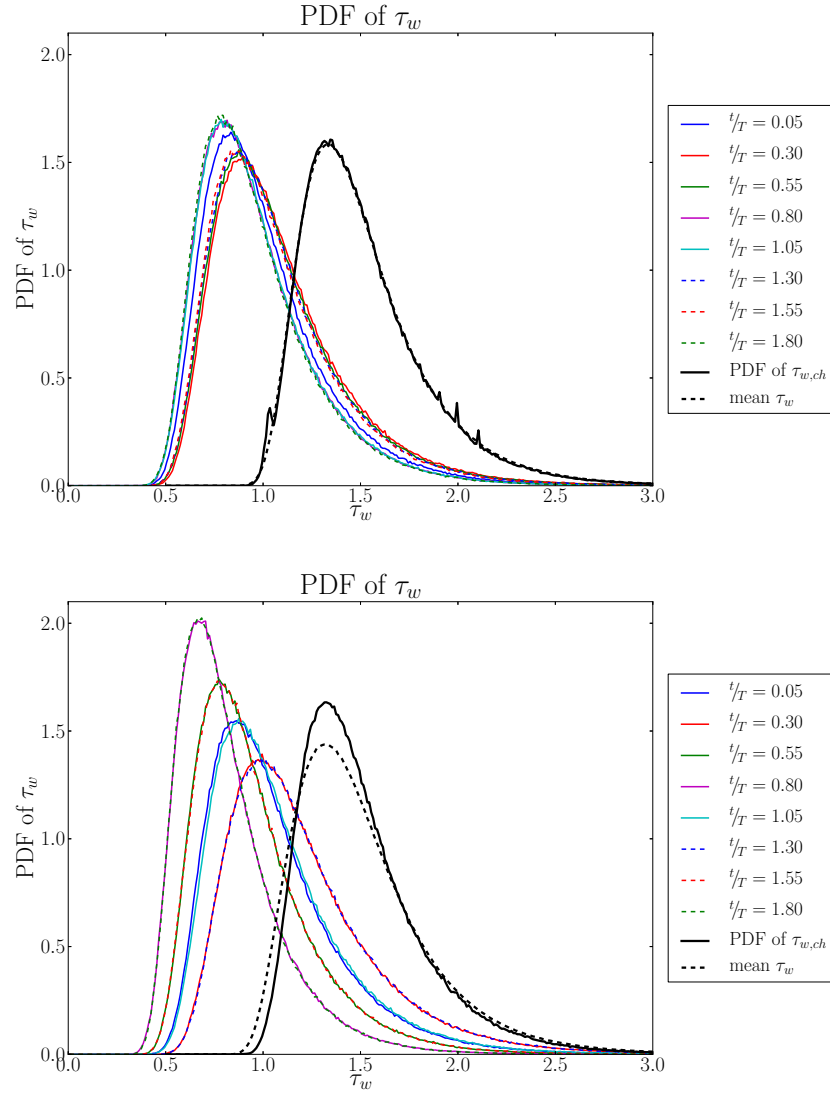 PDF of τ_w
2.0
1.5
1.0
0.5
0.0
PDF of τ_w
0.0 0.5 1.0 1.5 2.0 2.5 3.0
τ_w
t/T = 0.05
t/T = 0.30
t/T = 0.55
t/T = 0.80
t/T = 1.05
t/T = 1.30
t/T = 1.55
t/T = 1.80
PDF of τ_{w,ch}
mean τ_w
PDF of τ_w
2.0
1.5
1.0
0.5
0.0
PDF of τ_w
0.0 0.5 1.0 1.5 2.0 2.5 3.0
τ_w
t/T = 0.05
t/T = 0.30
t/T = 0.55
t/T = 0.80
t/T = 1.05
t/T = 1.30
t/T = 1.55
t/T = 1.80
PDF of τ_{w,ch}
mean τ_w